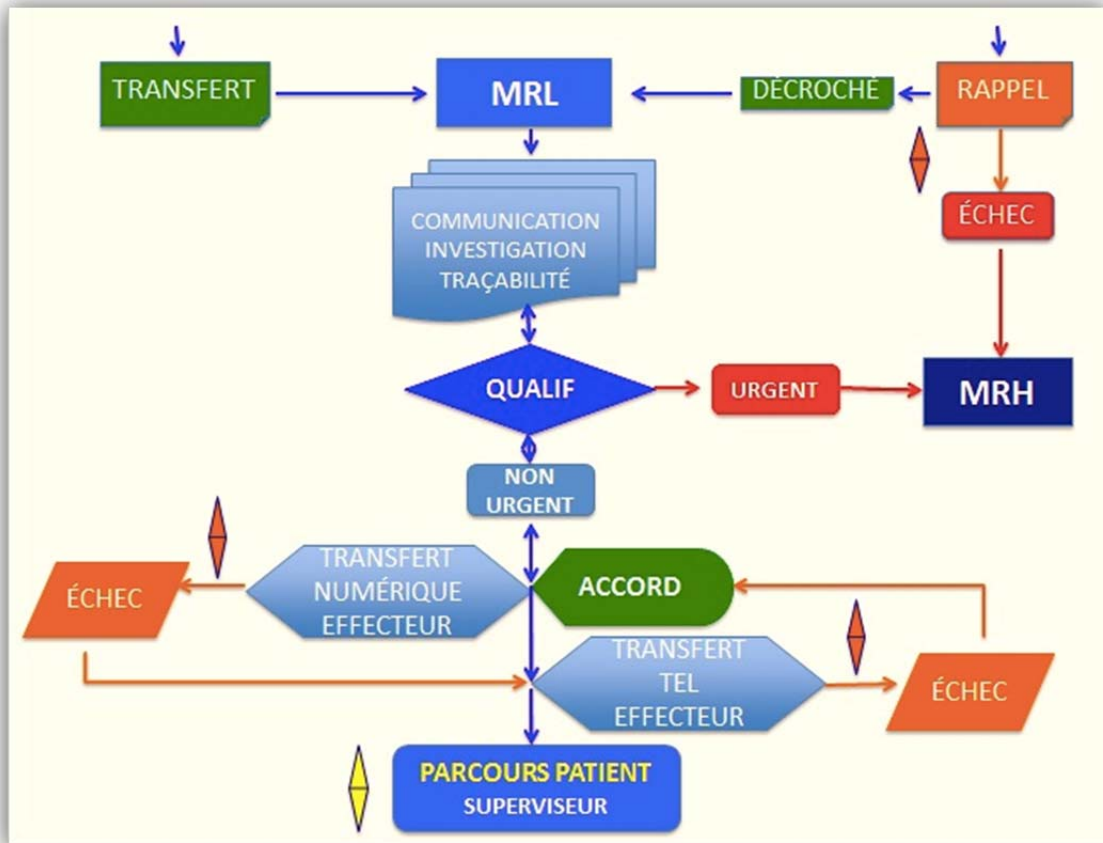 TRANSFERT
MRL
DÉCROCHÉ
RAPPEL
ÉCHEC
COMMUNICATION
INVESTIGATION
TRAÇABILITÉ
QUALIF
URGENT
MRH
NON
URGENT
TRANSFERT
NUMÉRIQUE
EFFECTEUR
ACCORD
ÉCHEC
TRANSFERT
TEL
EFFECTEUR
ÉCHEC
PARCOURS PATIENT
SUPERVISEUR